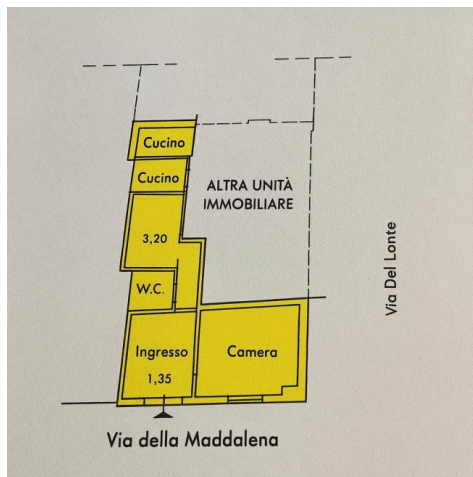 Cucino
Cucino
ALTRA UNITÀ
IMMOBILIARE
3,20
W.C.
Via Del Lonte
Ingresso
1,35
Camera
Via della Maddalena